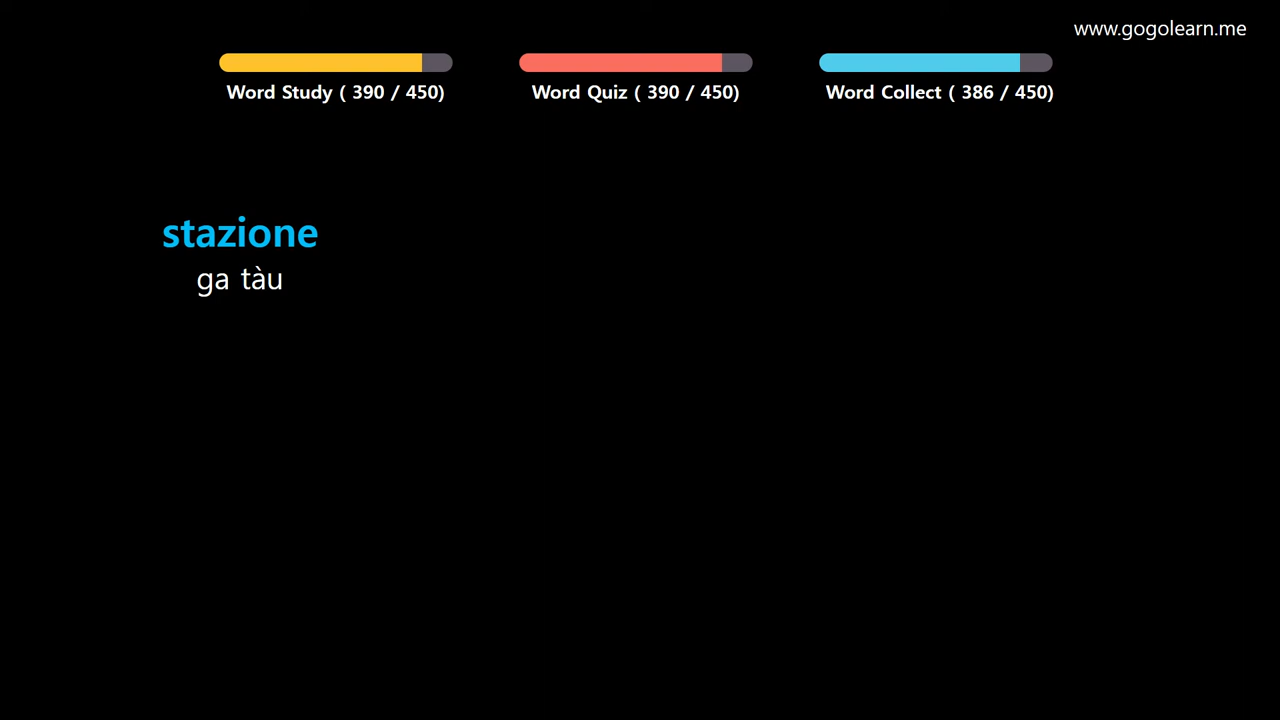 www.gogolearn.me
Word Study ( 390 / 450)
Word Quiz ( 390 / 450)
Word Collect ( 386 / 450)
stazione
ga tàu